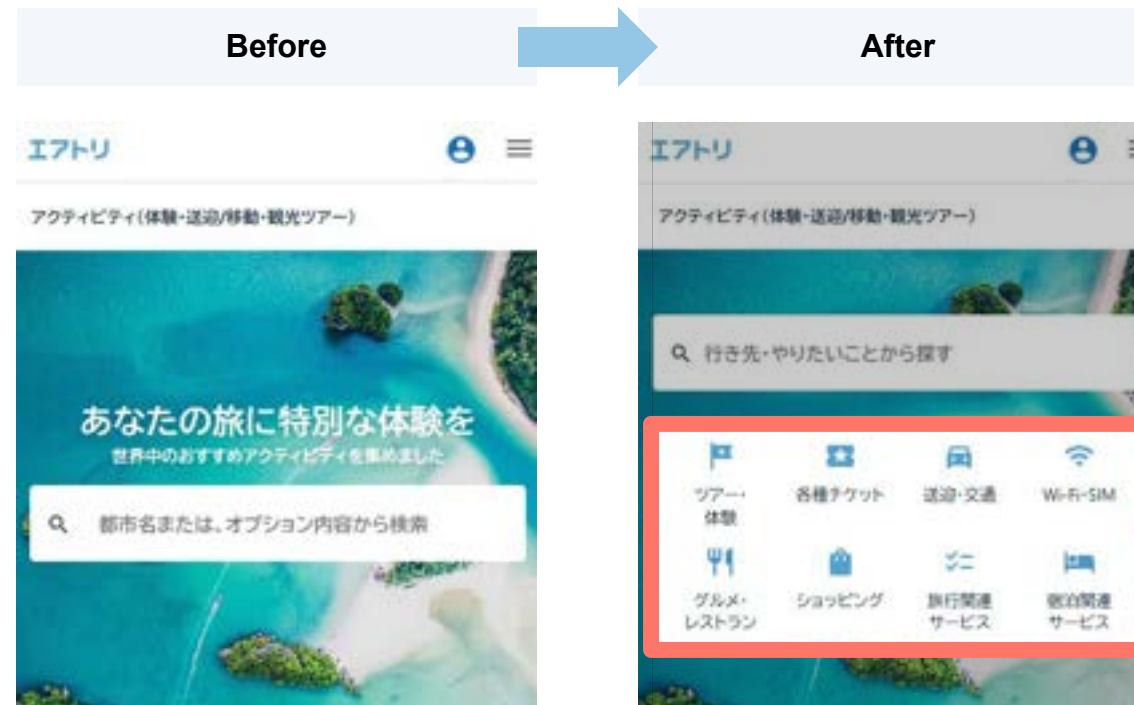 Before
After
エアトリ
アクティビティ(体験・送迎/移動・観光ツアー)
あなたの旅に特別な体験を
世界中のおすすめアクティビティを集めました
都市名または、オプション内容から検索
エアトリ
アクティビティ(体験・送迎/移動・観光ツアー)
行き先・やりたいことから探す
ツアー・
体験
各種チケット
送迎・交通
Wi-Fi・SIM
グルメ・
レストラン
ショッピング
旅行関連
サービス
宿泊関連
サービス